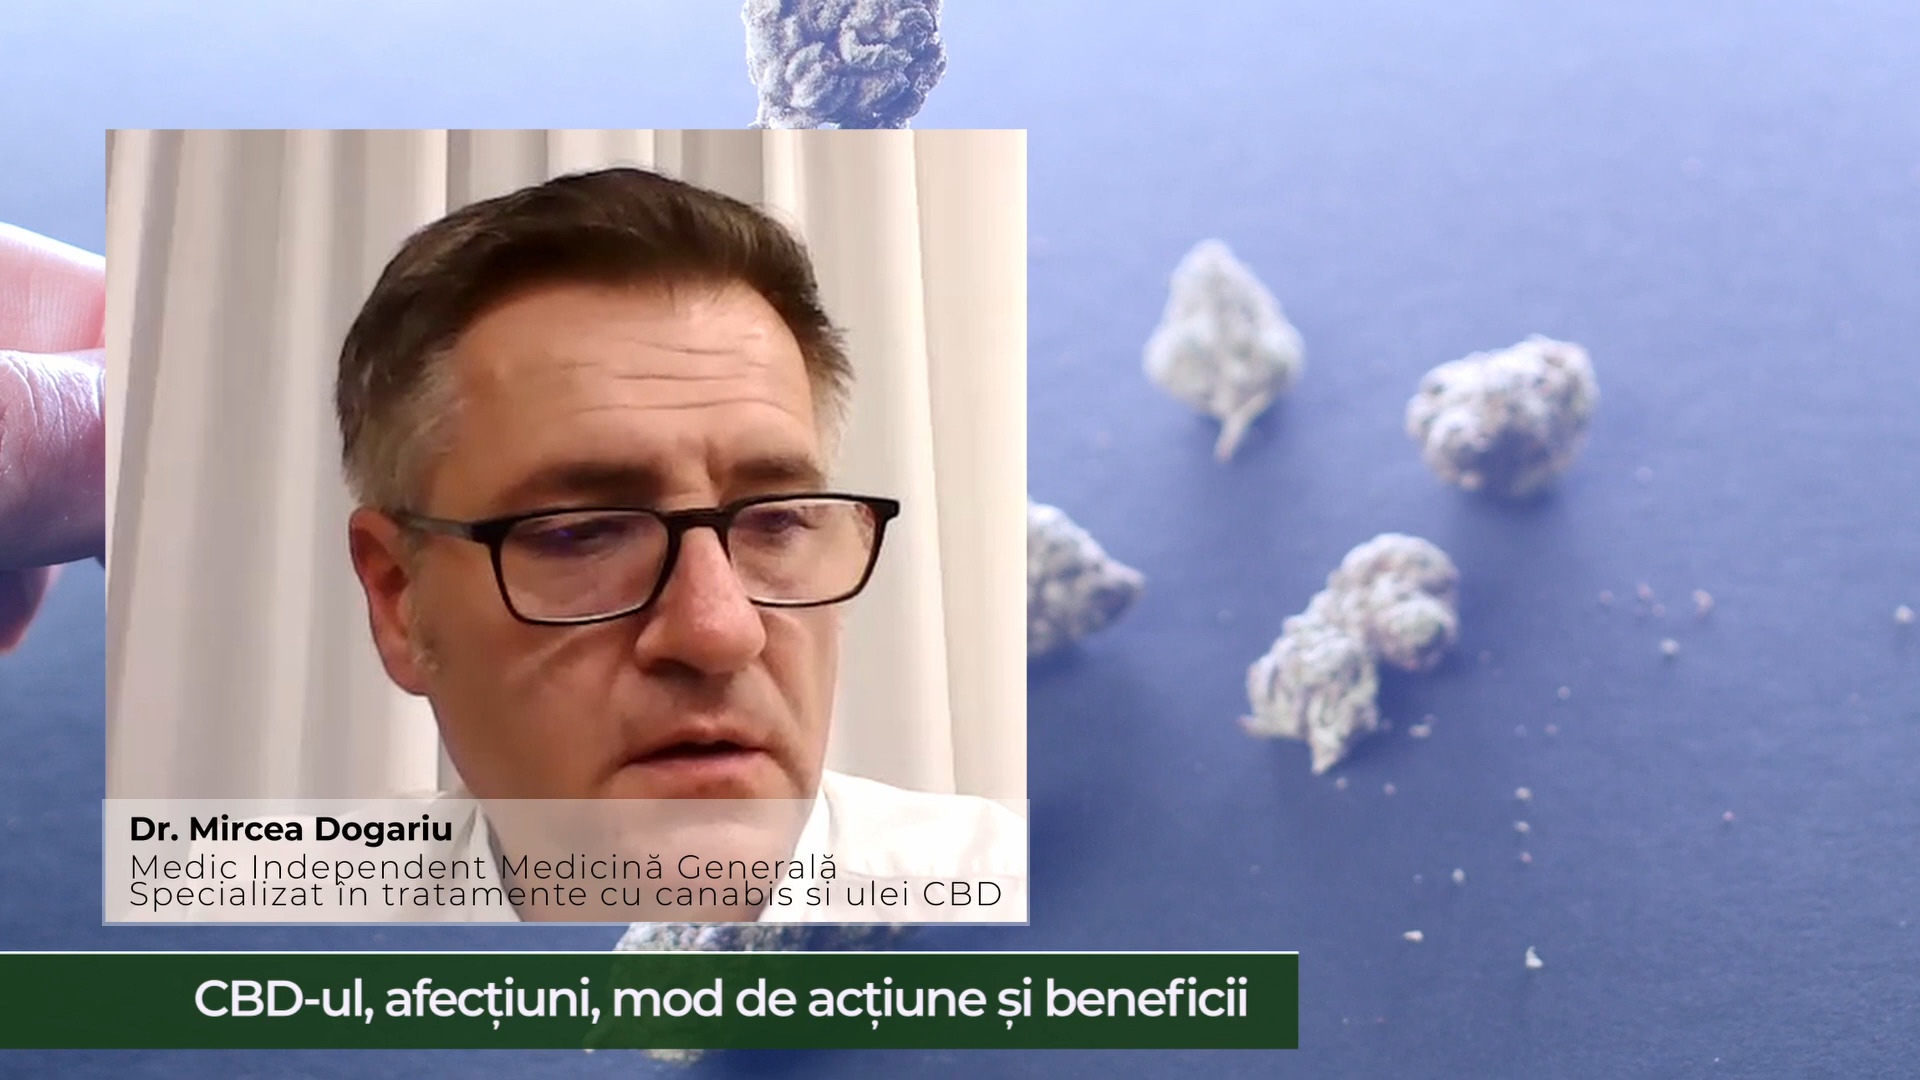 Dr. Mircea Dogariu
Medic Independent Medicină Generală
Specializat în tratamente cu canabis si ulei CBD
CBD-ul, afecțiuni, mod de acțiune și beneficii